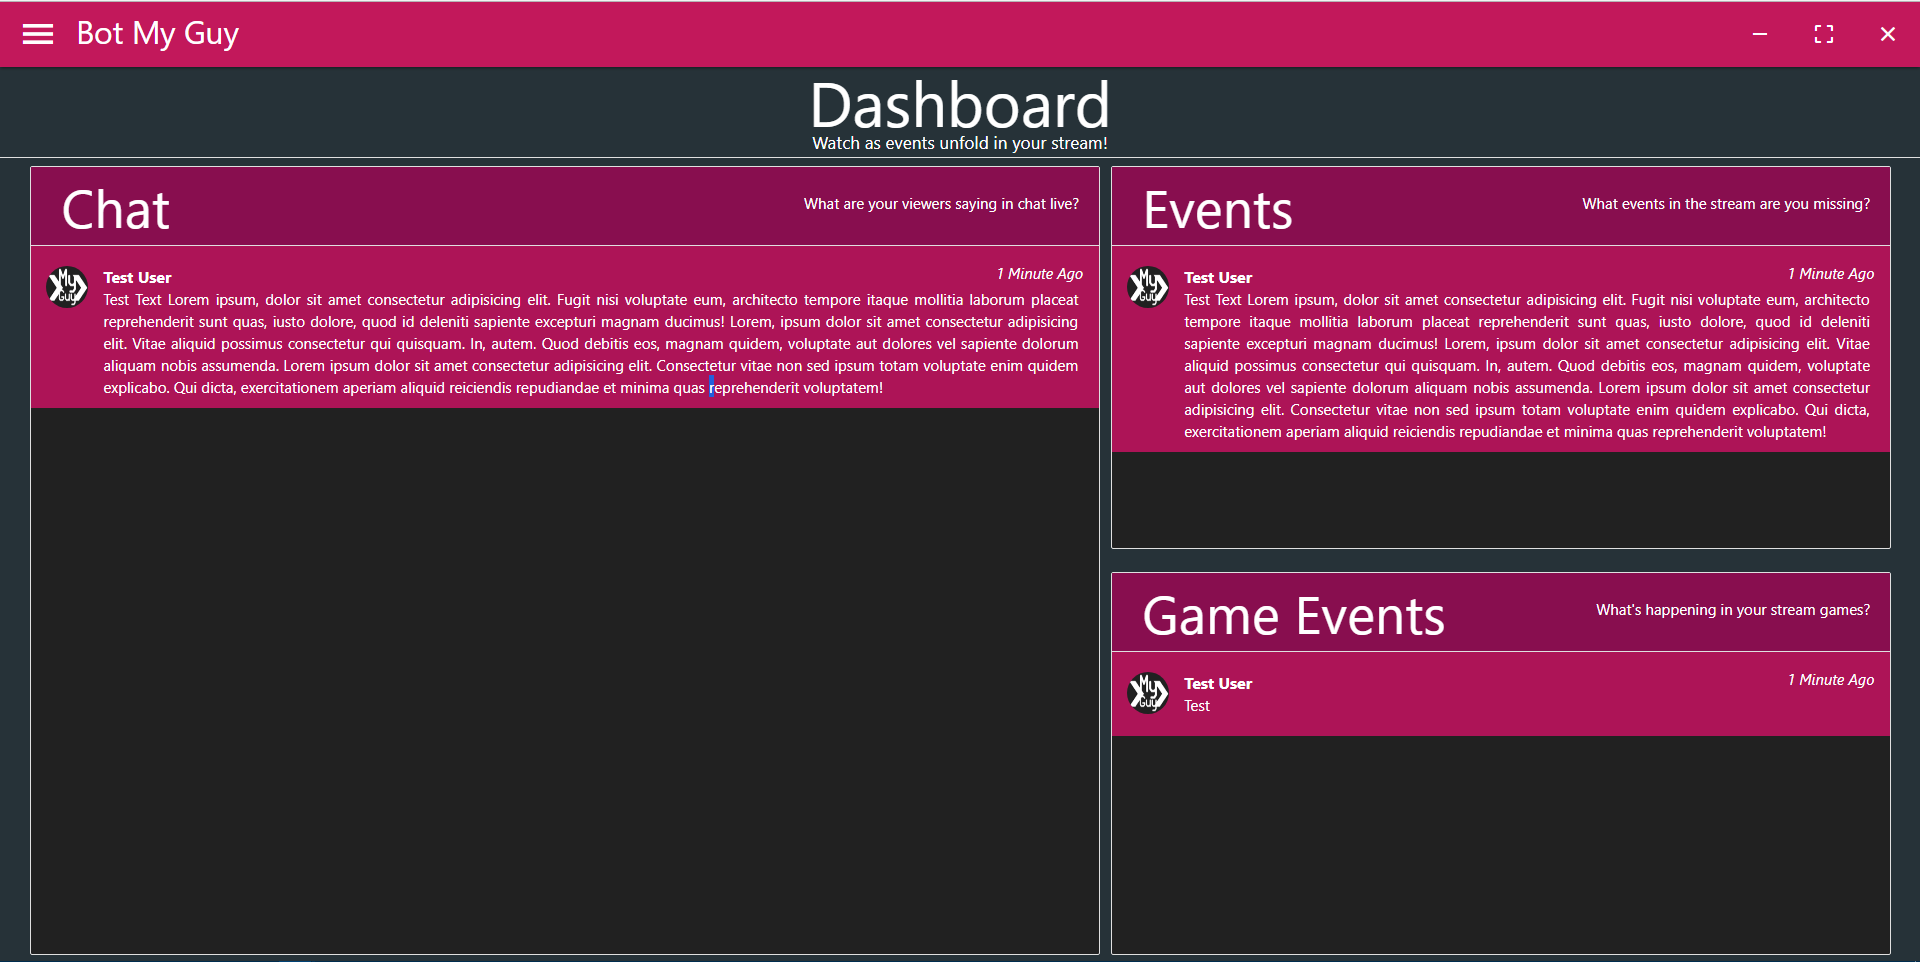 Bot My Guy
Dashboard
Watch as events unfold in your stream!
Chat
What are your viewers saying in chat live?
My
Guy
Test User
1 Minute Ago
Test Text Lorem ipsum, dolor sit amet consectetur adipisicing elit. Fugit nisi voluptate eum, architecto tempore itaque mollitia laborum placeat
reprehenderit sunt quas, iusto dolore, quod id deleniti sapiente excepturi magnam ducimus! Lorem, ipsum dolor sit amet consectetur adipisicing
elit. Vitae aliquid possimus consectetur qui quisquam. In, autem. Quod debitis eos, magnam quidem, voluptate aut dolores vel sapiente dolorum
aliquam nobis assumenda. Lorem ipsum dolor sit amet consectetur adipisicing elit. Consectetur vitae non sed ipsum totam voluptate enim quidem
explicabo. Qui dicta, exercitationem aperiam aliquid reiciendis repudiandae et minima quas reprehenderit voluptatem!
Events
What events in the stream are you missing?
My
Guy
Test User
1 Minute Ago
Test Text Lorem ipsum, dolor sit amet consectetur adipisicing elit. Fugit nisi voluptate eum, architecto
tempore itaque mollitia laborum placeat reprehenderit sunt quas, iusto dolore, quod id deleniti
sapiente excepturi magnam ducimus! Lorem, ipsum dolor sit amet consectetur adipisicing elit. Vitae
aliquid possimus consectetur qui quisquam. In, autem. Quod debitis eos, magnam quidem, voluptate
aut dolores vel sapiente dolorum aliquam nobis assumenda. Lorem ipsum dolor sit amet consectetur
adipisicing elit. Consectetur vitae non sed ipsum totam voluptate enim quidem explicabo. Qui dicta,
exercitationem aperiam aliquid reiciendis repudiandae et minima quas reprehenderit voluptatem!
Game Events
What's happening in your stream games?
My
Guy
Test User
1 Minute Ago
Test